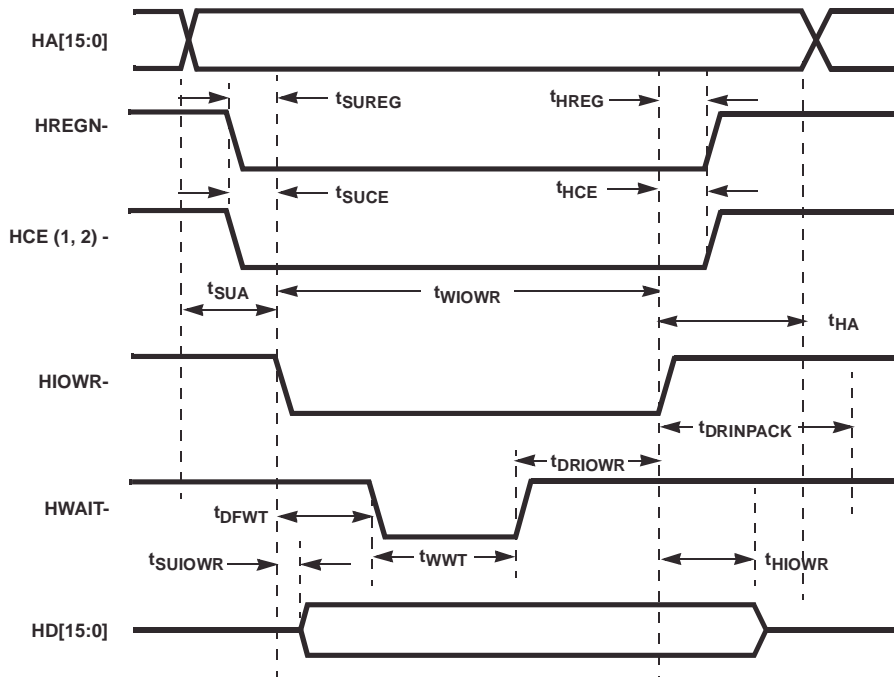 HA[15:0]
tSUREG
tHREG
HREGN-
tSUCE
tHCE
HCE (1, 2) -
tSUA
tWIOWR
tHA
HIOWR-
tDRINPACK
tDRIOWR
HWAIT-
tDFWT
tSUIOWR
tWWT
tHIOWR
HD[15:0]